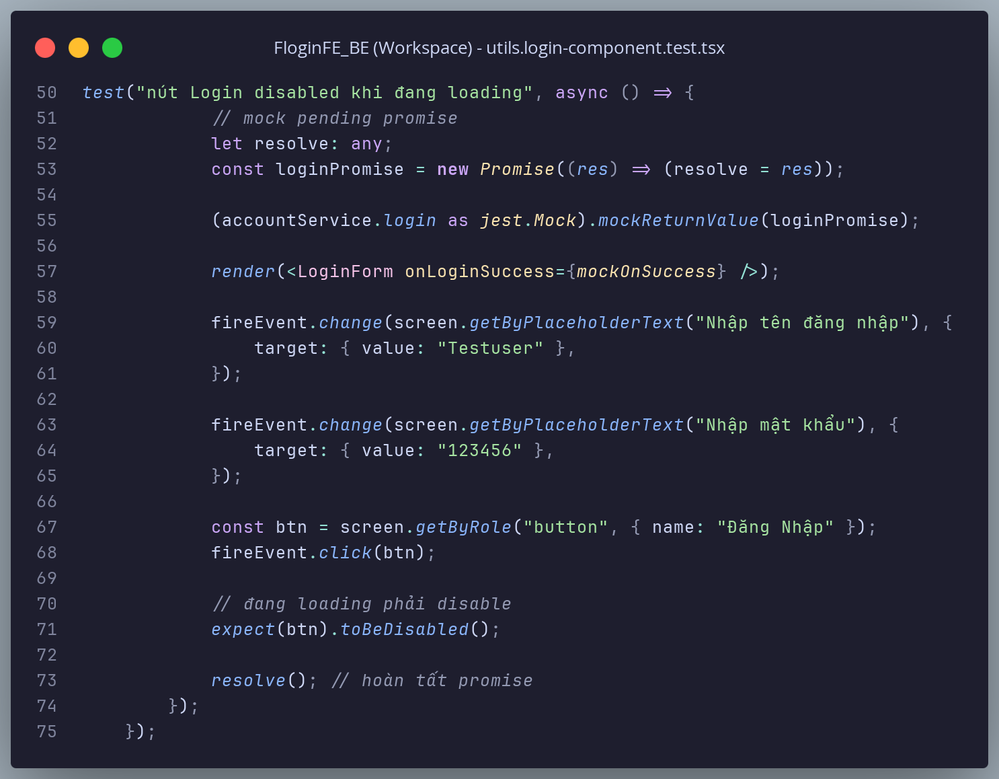 FloginFE_BE (Workspace) - utils.login-component.test.tsx
50 test("nút Login disabled khi đang loading", async () => {
51 // mock pending promise
52 let resolve: any;
53 const loginPromise = new Promise((res) => (resolve = res));
54
55 (accountService.login as jest.Mock).mockReturnValue(loginPromise);
56
57 render(<LoginForm onLoginSuccess={mockOnSuccess} />);
58
59 fireEvent.change(screen.getByPlaceholderText("Nhập tên đăng nhập"), {
60 target: { value: "Testuser" },
61 });
62
63 fireEvent.change(screen.getByPlaceholderText("Nhập mật khẩu"), {
64 target: { value: "123456" },
65 });
66
67 const btn = screen.getByRole("button", { name: "Đăng Nhập" });
68 fireEvent.click(btn);
69
70 // đang loading phải disable
71 expect(btn).toBeDisabled();
72
73 resolve(); // hoàn tất promise
74 });
75 });